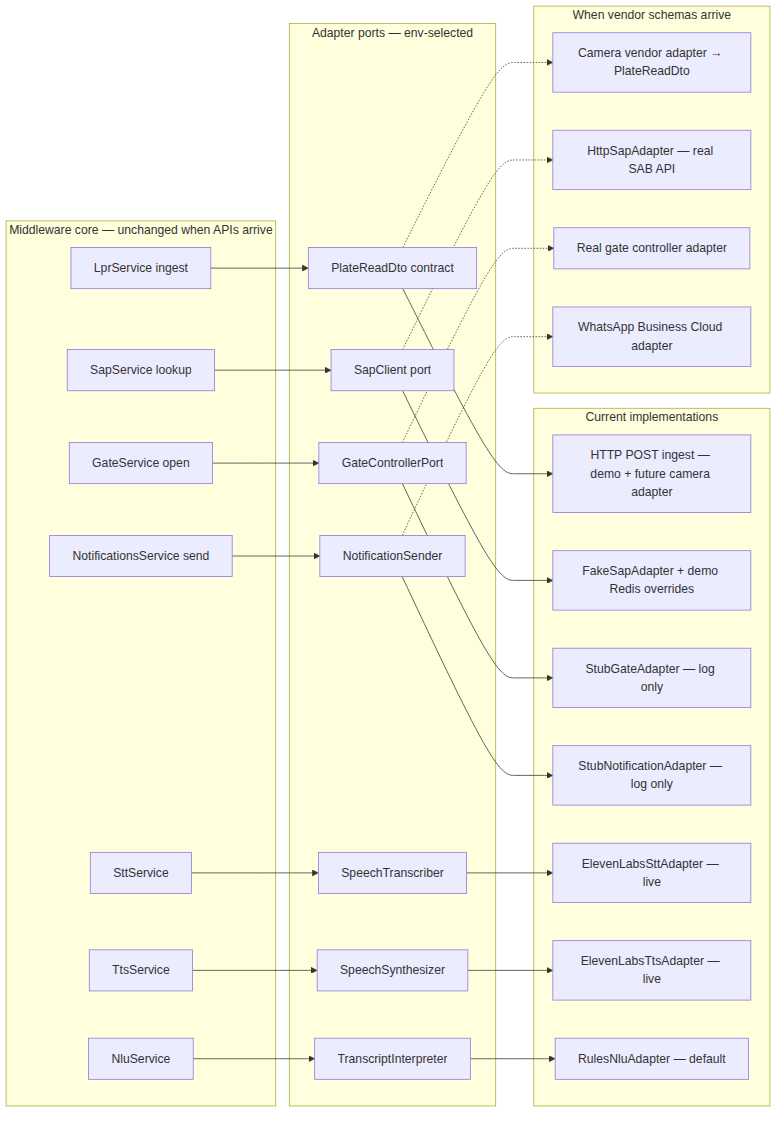 Middleware core — unchanged when APIs arrive
LprService ingest
SapService lookup
GateService open
NotificationsService send
SttService
TtsService
NluService
Adapter ports — env-selected
PlateReadDto contract
SapClient port
GateControllerPort
NotificationSender
SpeechTranscriber
SpeechSynthesizer
TranscriptInterpreter
When vendor schemas arrive
Camera vendor adapter →
PlateReadDto
HttpSapAdapter — real
SAB API
Real gate controller adapter
WhatsApp Business Cloud
adapter
Current implementations
HTTP POST ingest —
demo + future camera
adapter
FakeSapAdapter + demo
Redis overrides
StubGateAdapter — log
only
StubNotificationAdapter —
log only
ElevenLabsSttAdapter —
live
ElevenLabsTtsAdapter —
live
RulesNluAdapter — default